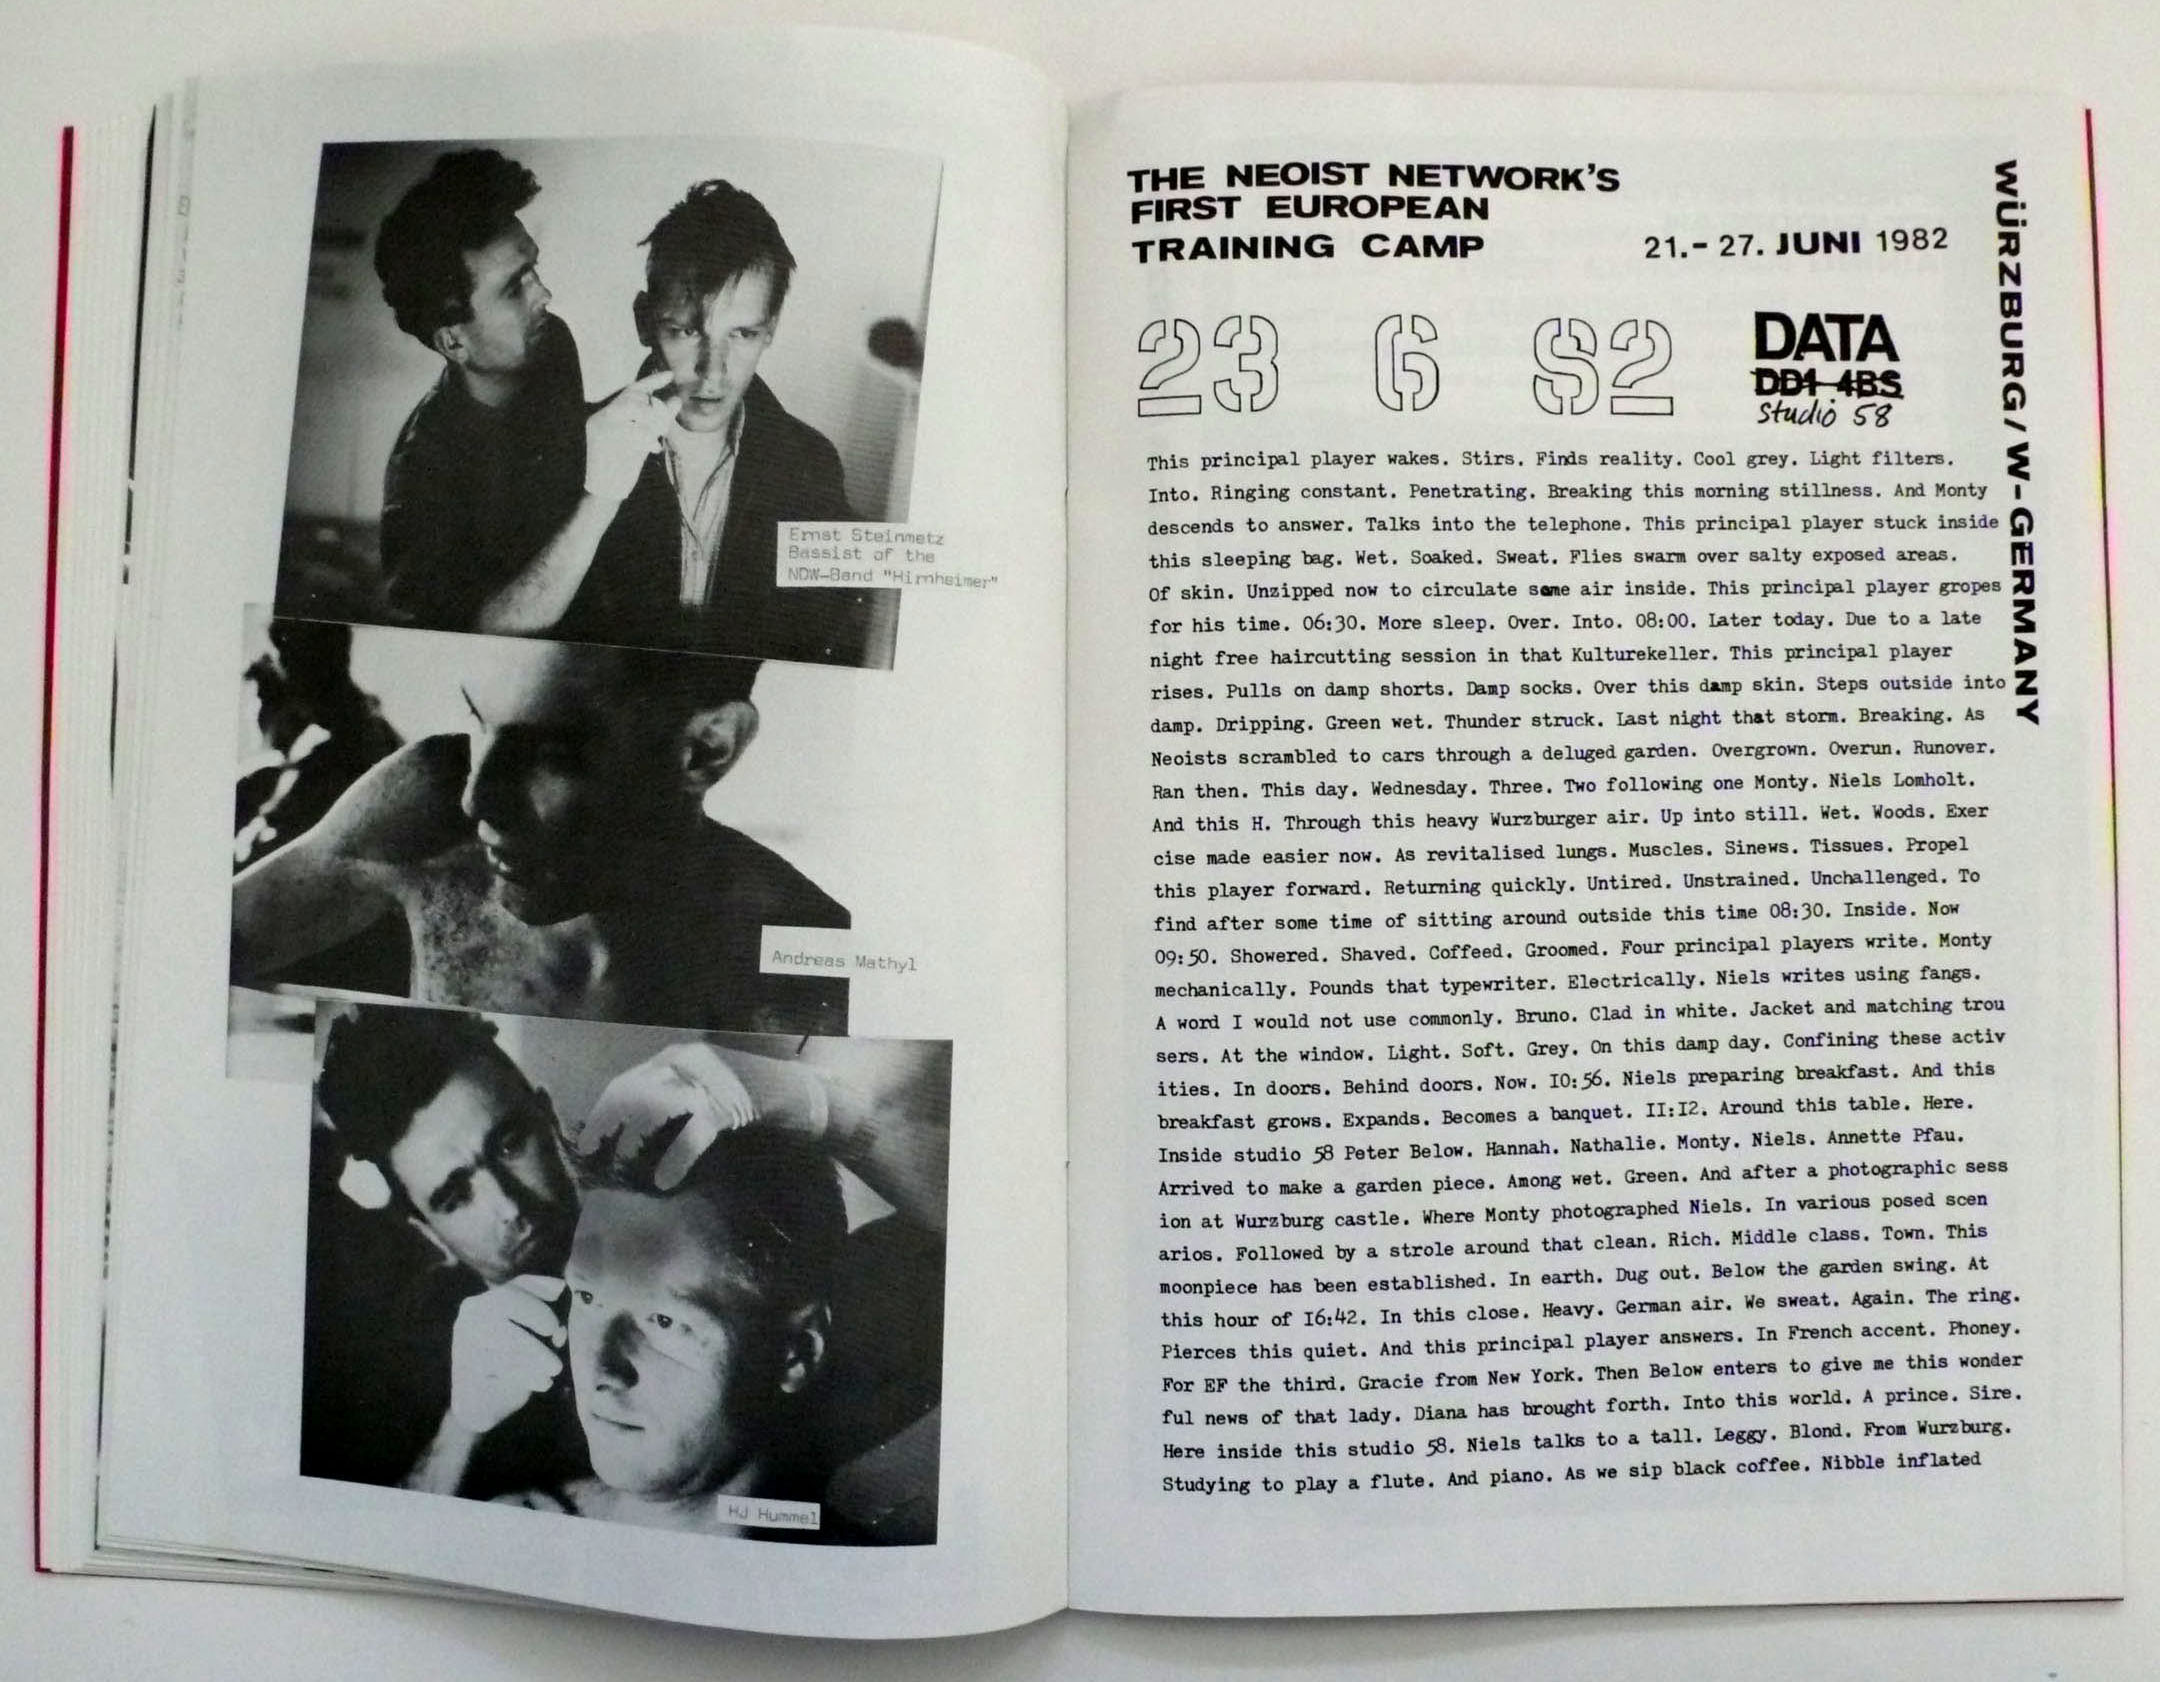 Ernst Steinmetz
Bassist of the
NDW-Band "Hirnheimer"
Andreas Mathyl
HJ Hummel
THE NEOIST NETWORK'S
FIRST EUROPEAN
TRAINING CAMP
21.- 27. JUNI 1982
WÜRZBURG/W-GERMANY
23 6 82
DATA
DD1 4BS
Studio 58
This principal player wakes. Stirs. Finds reality. Cool grey. Light filters.
Into. Ringing constant. Penetrating. Breaking this morning stillness. And Monty
descends to answer. Talks into the telephone. This principal player stuck inside
this sleeping bag. Wet. Soaked. Sweat. Flies swarm over salty exposed areas.
Of skin. Unzipped now to circulate some air inside. This principal player gropes
for his time. 06:30. More sleep. Over. Into. 08:00. Later today. Due to a late
night free haircutting session in that Kulturekeller. This principal player
rises. Pulls on damp shorts. Damp socks. Over this damp skin. Steps outside into
damp. Dripping. Green wet. Thunder struck. Last night that storm. Breaking. As
Neoists scrambled to cars through a deluged garden. Overgrown. Overun. Runover.
Ran then. This day. Wednesday. Three. Two following one Monty. Niels Lomholt.
And this H. Through this heavy Wurzburger air. Up into still. Wet. Woods. Exer
cise made easier now. As revitalised lungs. Muscles. Sinews. Tissues. Propel
this player forward. Returning quickly. Untired. Unstrained. Unchallenged. To
find after some time of sitting around outside this time 08:30. Inside. Now
09:50. Showered. Shaved. Coffeed. Groomed. Four principal players write. Monty
mechanically. Pounds that typewriter. Electrically. Niels writes using fangs.
A word I would not use commonly. Bruno. Clad in white. Jacket and matching trou
sers. At the window. Light. Soft. Grey. On this damp day. Confining these activ
ities. In doors. Behind doors. Now. I0:56. Niels preparing breakfast. And this
breakfast grows. Expands. Becomes a banquet. II:I2. Around this table. Here.
Inside studio 58 Peter Below. Hannah. Nathalie. Monty. Niels. Annette Pfau.
Arrived to make a garden piece. Among wet. Green. And after a photographic sess
ion at Wurzburg castle. Where Monty photographed Niels. In various posed scen
arios. Followed by a strole around that clean. Rich. Middle class. Town. This
moonpiece has been established. In earth. Dug out. Below the garden swing. At
this hour of I6:42. In this close. Heavy. German air. We sweat. Again. The ring.
Pierces this quiet. And this principal player answers. In French accent. Phoney.
For EF the third. Gracie from New York. Then Below enters to give me this wonder
ful news of that lady. Diana has brought forth. Into this world. A prince. Sire.
Here inside this studio 58. Niels talks to a tall. Leggy. Blond. From Wurzburg.
Studying to play a flute. And piano. As we sip black coffee. Nibble inflated